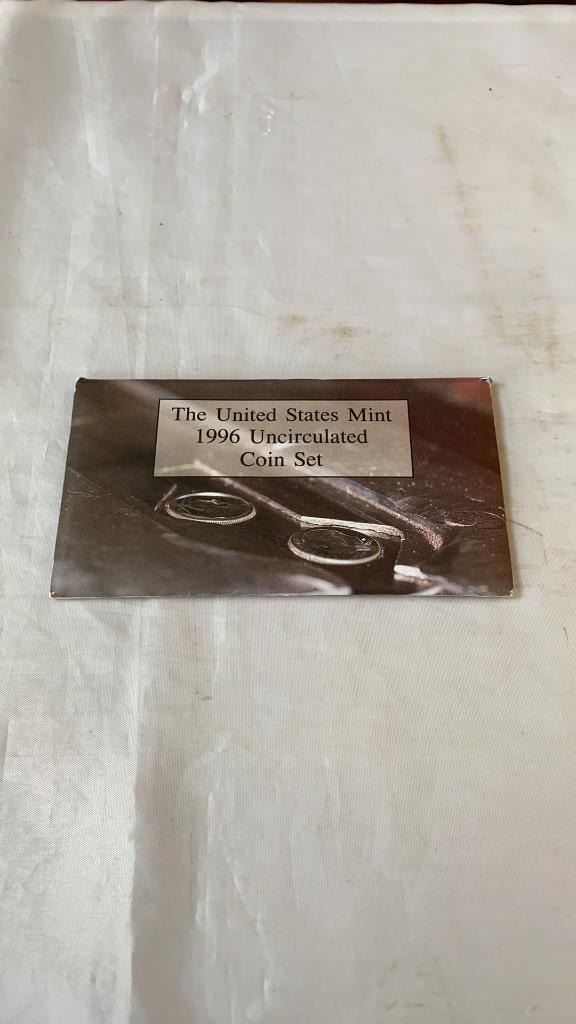 The United States Mint
1996 Uncirculated
Coin Set